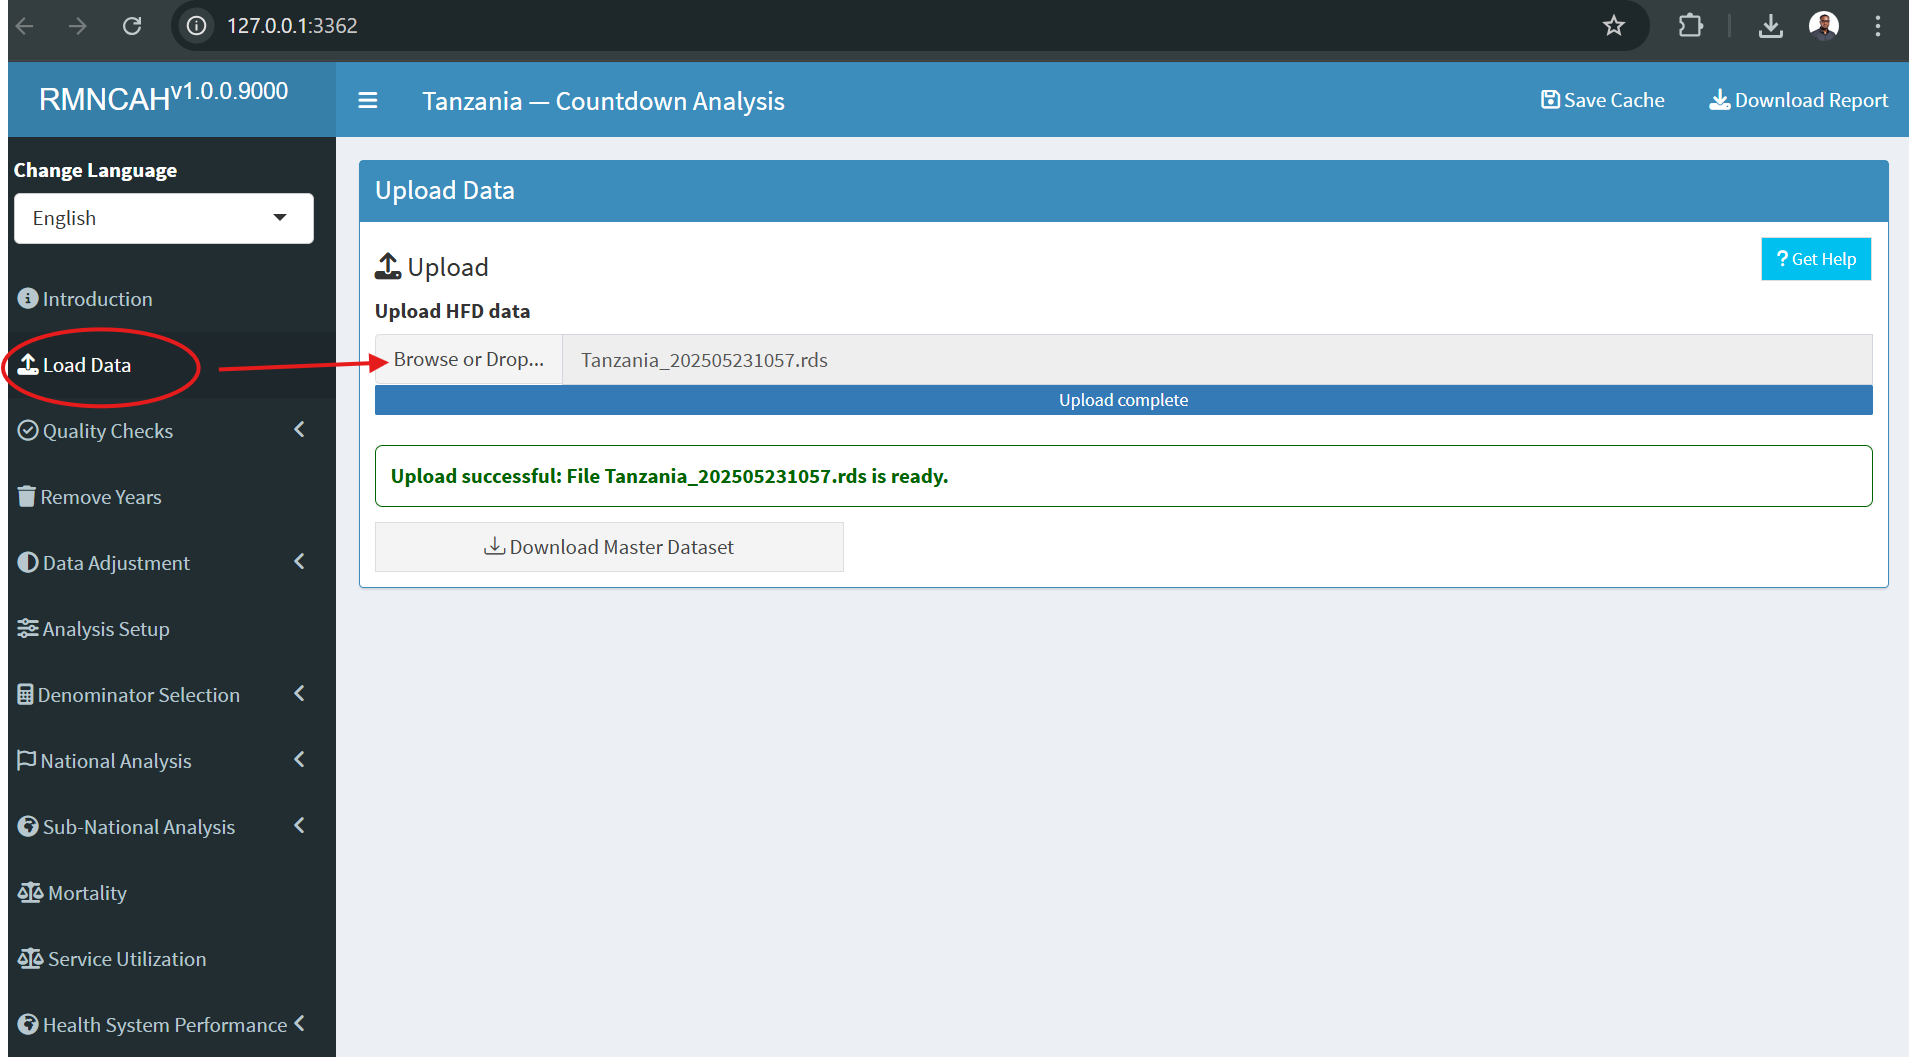 127.0.0.1:3362
RMNCAHv1.0.0.9000
Tanzania — Countdown Analysis
Save Cache
Download Report
Change Language
English
Introduction
Load Data
Quality Checks
Remove Years
Data Adjustment
Analysis Setup
Denominator Selection
National Analysis
Sub-National Analysis
Mortality
Service Utilization
Health System Performance
Upload Data
Upload
? Get Help
Upload HFD data
Browse or Drop...
Tanzania_202505231057.rds
Upload complete
Upload successful: File Tanzania_202505231057.rds is ready.
Download Master Dataset